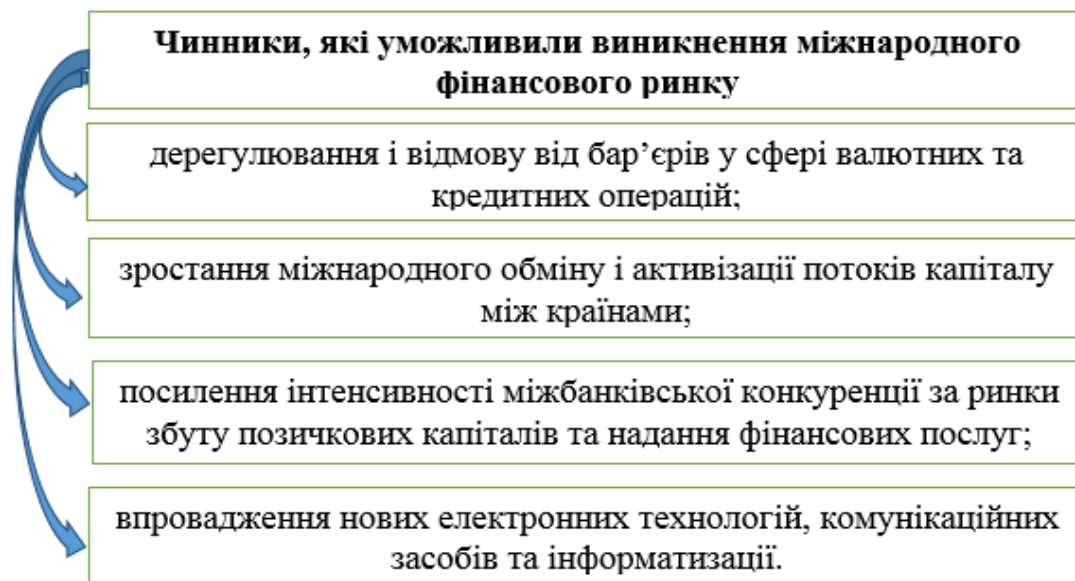 Чинники, які уможливили виникнення міжнародного
фінансового ринку
дерегулювання і відмову від бар’єрів у сфері валютних та
кредитних операцій;
зростання міжнародного обміну і активізації потоків капіталу
між країнами;
посилення інтенсивності міжбанківської конкуренції за ринки
збуту позичкових капіталів та надання фінансових послуг;
впровадження нових електронних технологій, комунікаційних
засобів та інформатизації.